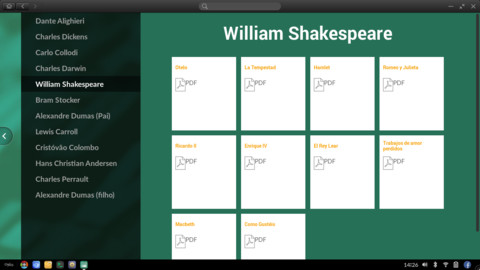 Dante Alighieri
Charles Dickens
Carlo Collodi
Charles Darwin
William Shakespeare
Bram Stocker
Alexandre Dumas (Pai)
Lewis Carroll
Cristóvão Colombo
Hans Christian Andersen
Charles Perrault
Alexandre Dumas (filho)
William Shakespeare
Otelo
PDF
La Tempestad
PDF
Hamlet
PDF
Romeo y Julieta
PDF
Ricardo II
PDF
Enrique IV
PDF
El Rey Lear
PDF
Trabajos de amor
perdidos
PDF
Macbeth
PDF
Como Gustéis
PDF
14:26